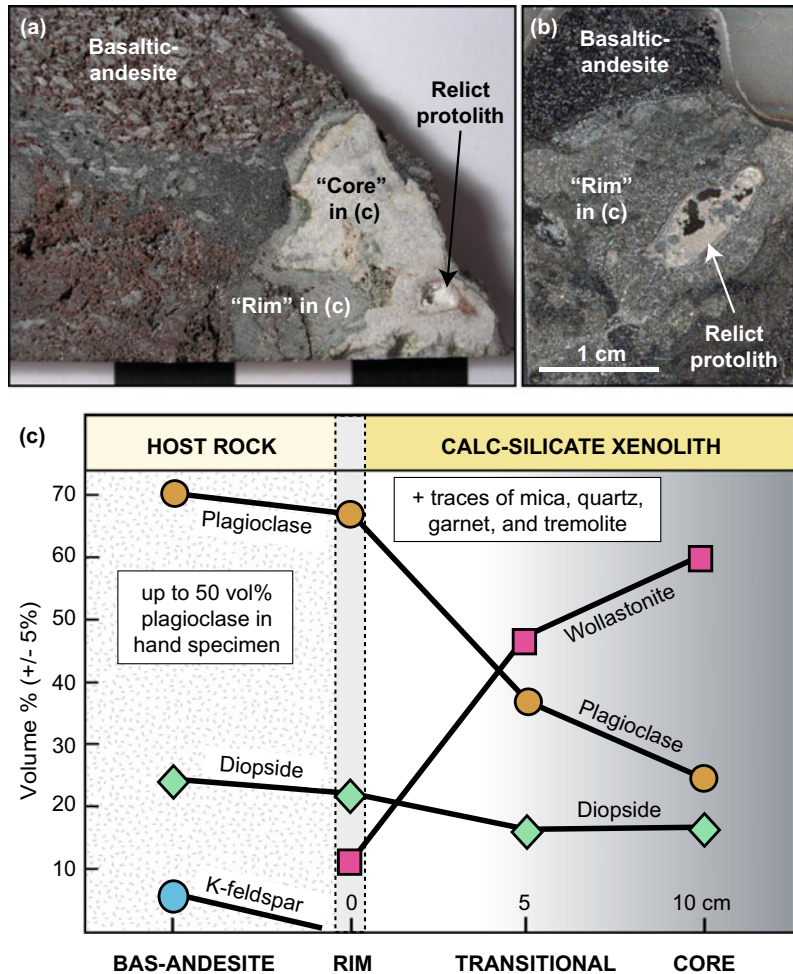 (a)
Basaltic-
andesite
Relict
protolith
“Core”
in (c)
“Rim” in (c)
(b)
Basaltic-
andesite
“Rim”
in (c)
Relict
protolith
1 cm
(c)
HOST ROCK
CALC-SILICATE XENOLITH
+ traces of mica, quartz,
garnet, and tremolite
up to 50 vol%
plagioclase in
hand specimen
Plagioclase
Wollastonite
Plagioclase
Diopside
Diopside
K-feldspar
Volume % (+/- 5%)
70
60
50
40
30
20
10
0
5
10 cm
BAS-ANDESITE
RIM
TRANSITIONAL
CORE